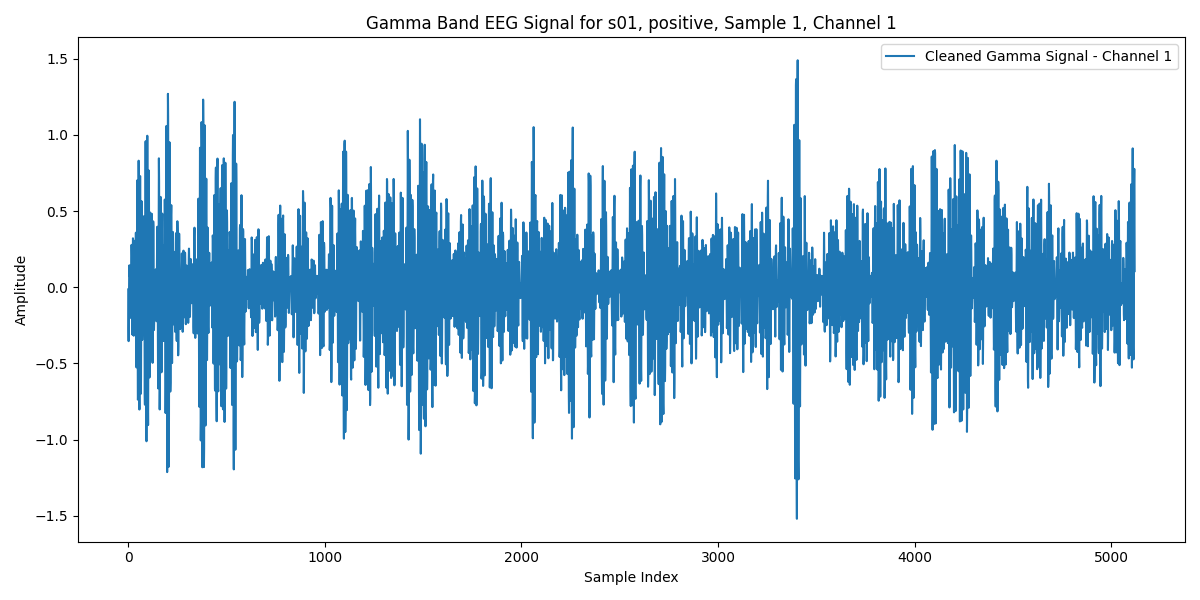 Gamma Band EEG Signal for s01, positive, Sample 1, Channel 1
Cleaned Gamma Signal - Channel 1
Amplitude
1.5
1.0
0.5
0.0
−0.5
−1.0
−1.5
0 1000 2000 3000 4000 5000
Sample Index